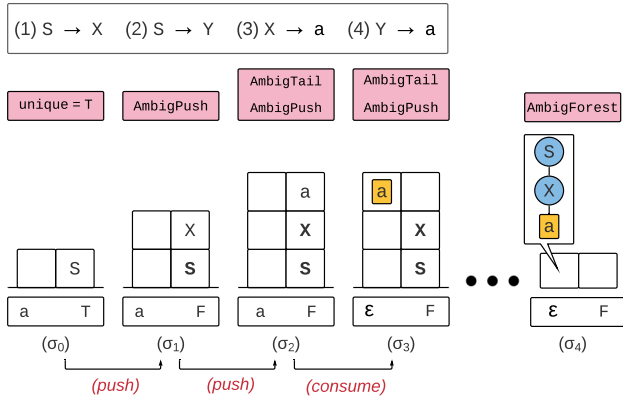 (1) S → X (2) S → Y (3) X → a (4) Y → a
unique = T
AmbigPush
AmbigTail
AmbigPush
AmbigTail
AmbigPush
AmbigForest
S
X
a
a
a
X
X
X
S
S
S
S
a T
a F
a F
ε F
ε F
(σ₀)
(σ₁)
(σ₂)
(σ₃)
(σ₄)
(push)
(push)
(consume)